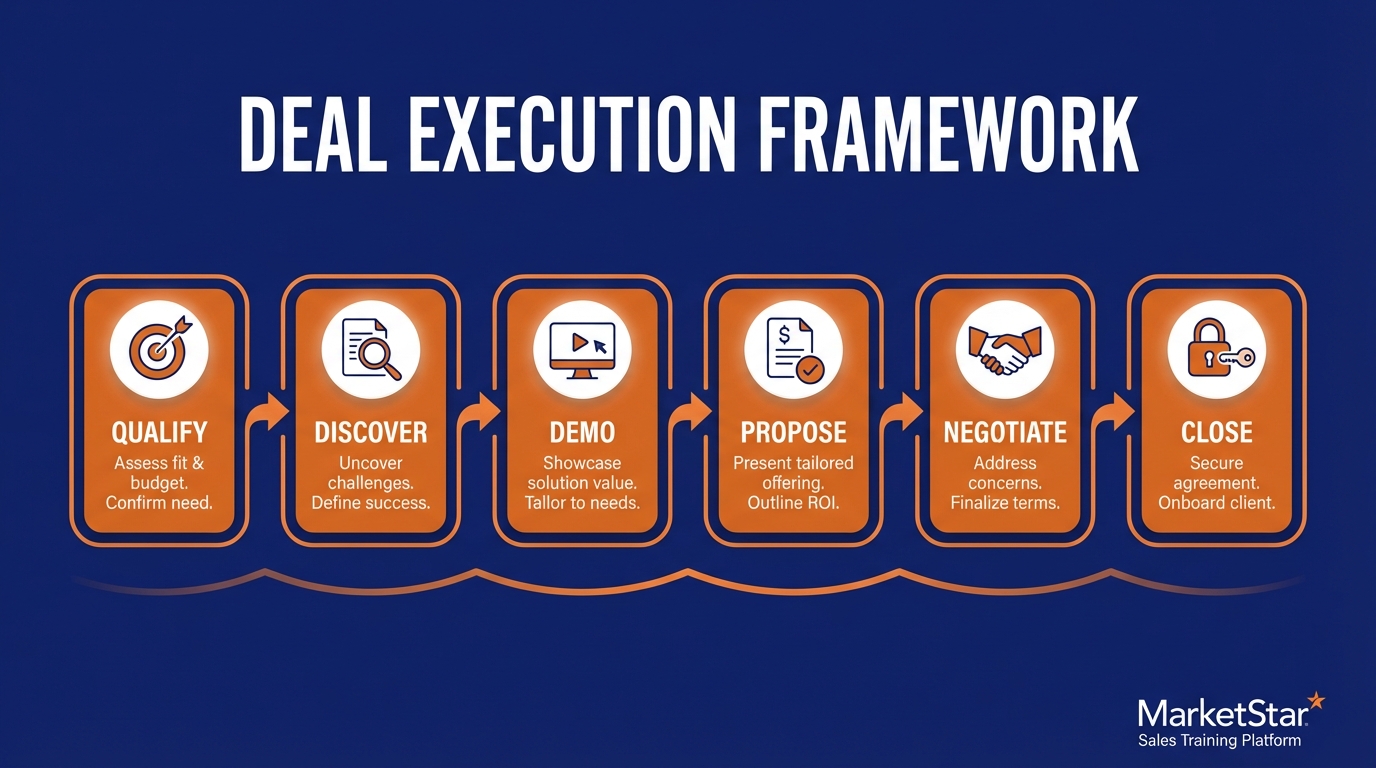 DEAL EXECUTION FRAMEWORK
QUALIFY
Assess fit &
budget.
Confirm need.
DISCOVER
Uncover
challenges.
Define success.
DEMO
Showcase
solution value.
Tallor to needs.
PROPOSE
$
Present tailored
offering.
Outline ROI.
NEGOTIATE
Address
concerns.
Finalize terms.
CLOSE
Secure
agreement.
Onboard client.
MarketStar
Sales Training Platform